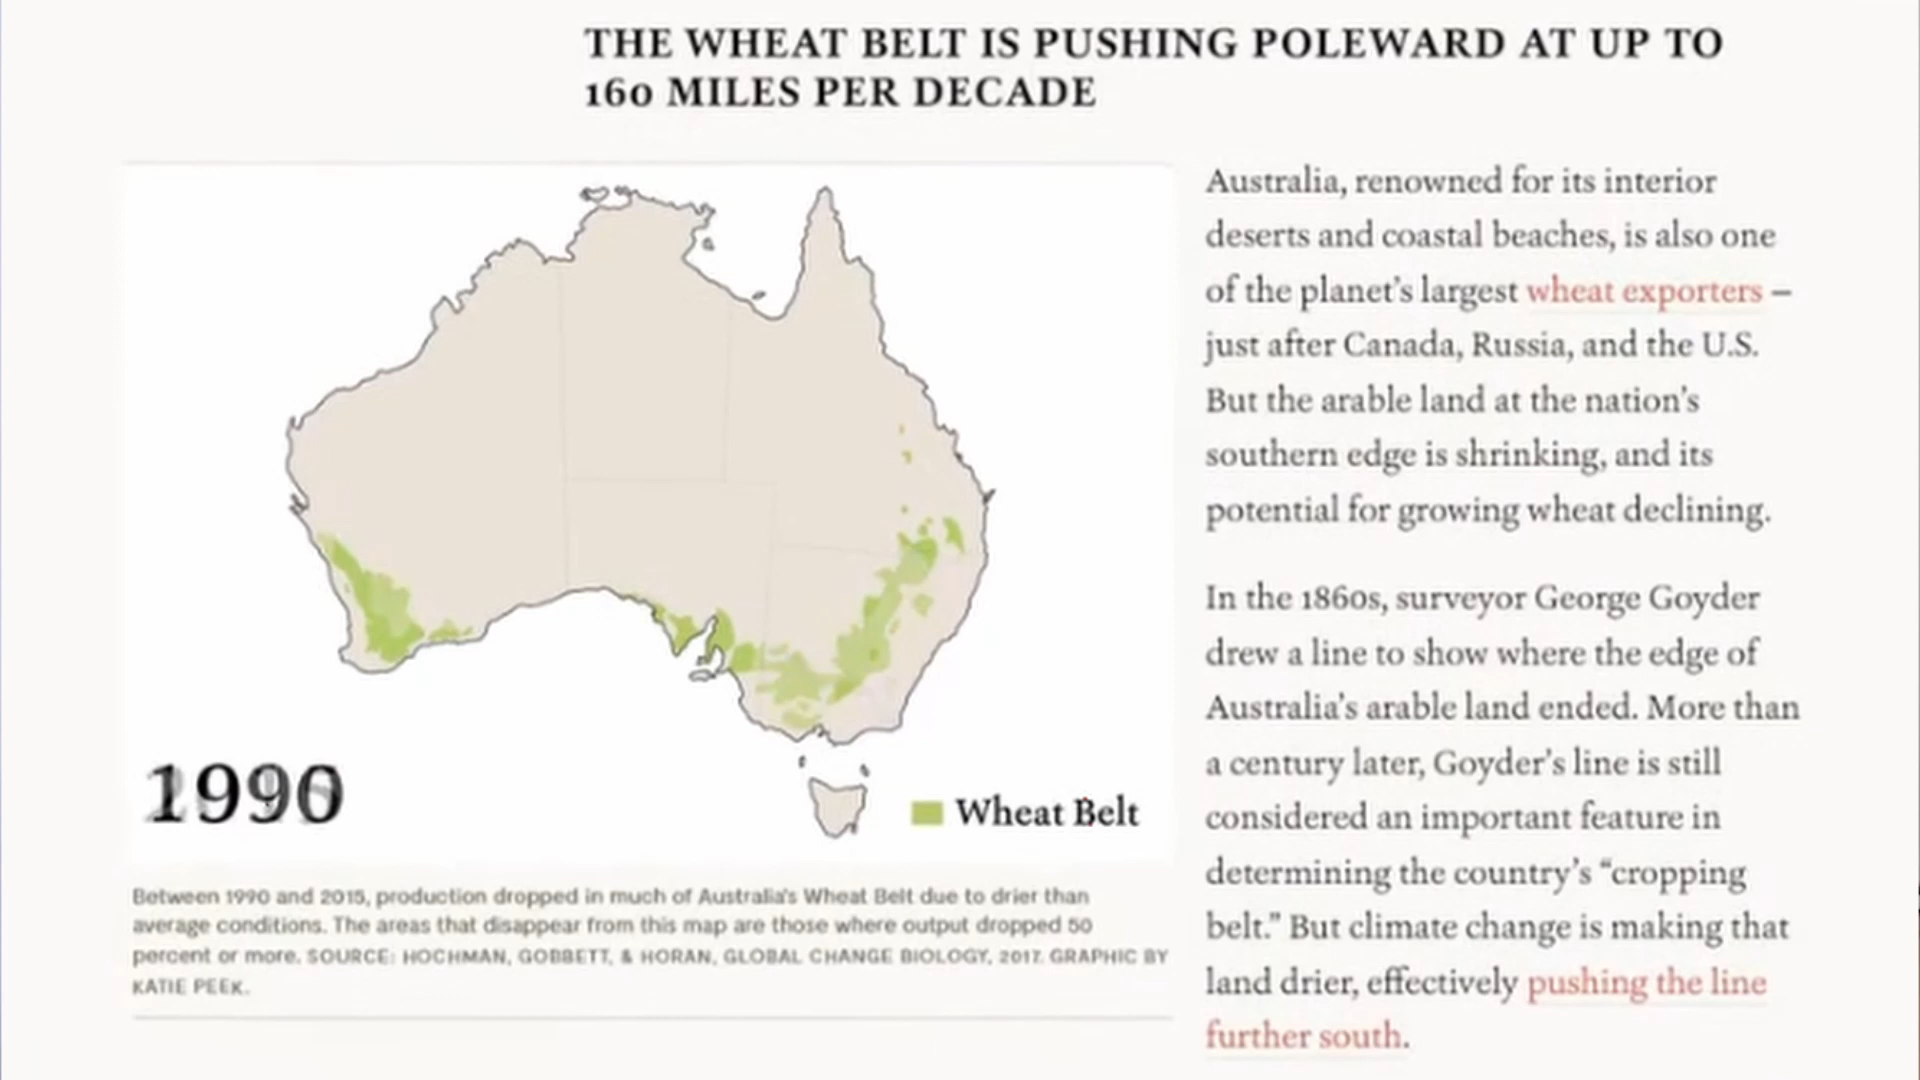 THE WHEAT BELT IS PUSHING POLEWARD AT UP TO
160 MILES PER DECADE
Wheat Belt
Between 1990 and 2015, production dropped in much of Australia's Wheat Belt due to drier than
average conditions. The areas that disappear from this map are those where output dropped 50
percent or more. SOURCE: HOCHMAN, GOBBETT, & HORAN, GLOBAL CHANGE BIOLOGY, 2017. GRAPHIC BY
KATIE PEEK.
Australia, renowned for its interior
deserts and coastal beaches, is also one
of the planet's largest wheat exporters –
just after Canada, Russia, and the U.S.
But the arable land at the nation's
southern edge is shrinking, and its
potential for growing wheat declining.
In the 1860s, surveyor George Goyder
drew a line to show where the edge of
Australia's arable land ended. More than
a century later, Goyder's line is still
considered an important feature in
determining the country's “cropping
belt.” But climate change is making that
land drier, effectively pushing the line
further south.